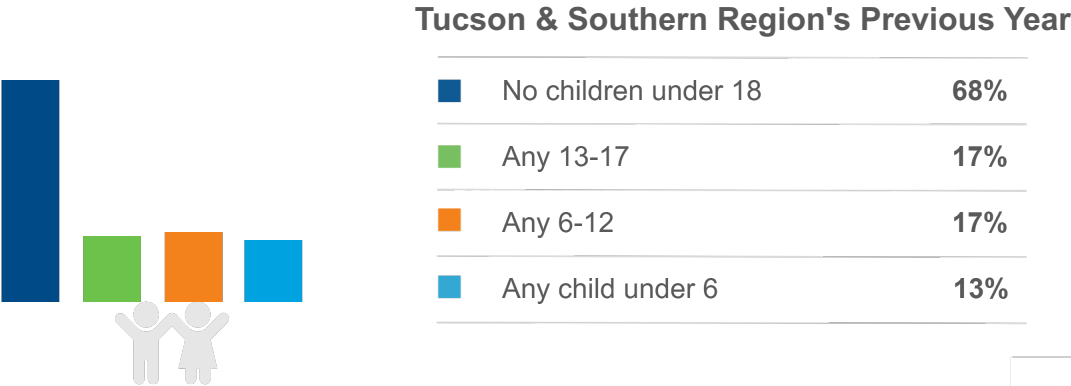 Tucson & Southern Region's Previous Year
No children under 18 68%
Any 13-17 17%
Any 6-12 17%
Any child under 6 13%